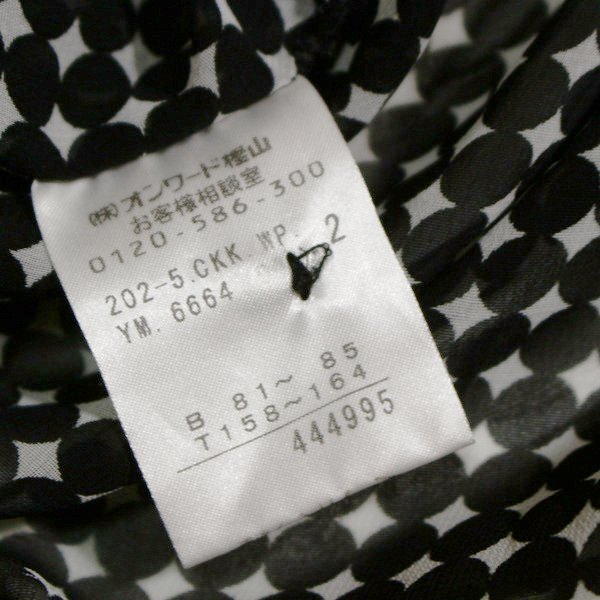 (株)オンワード樫山
お客様相談室
0120-586-300
202-5.CKK WP. 2
YM. 6664
B 81～ 85
T158～164
444995